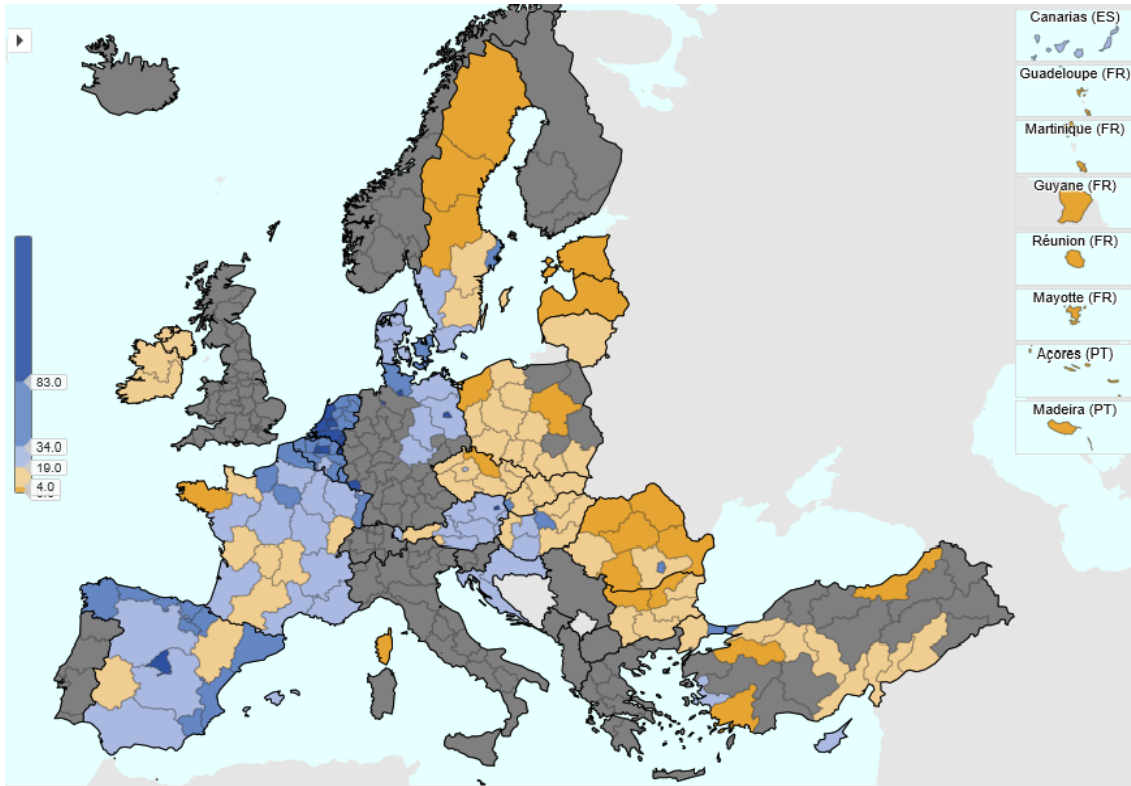 Canarias (ES)
Guadeloupe (FR)
Martinique (FR)
Guyane (FR)
Réunion (FR)
Mayotte (FR)
Açores (PT)
Madeira (PT)
83.0
34.0
19.0
4.0